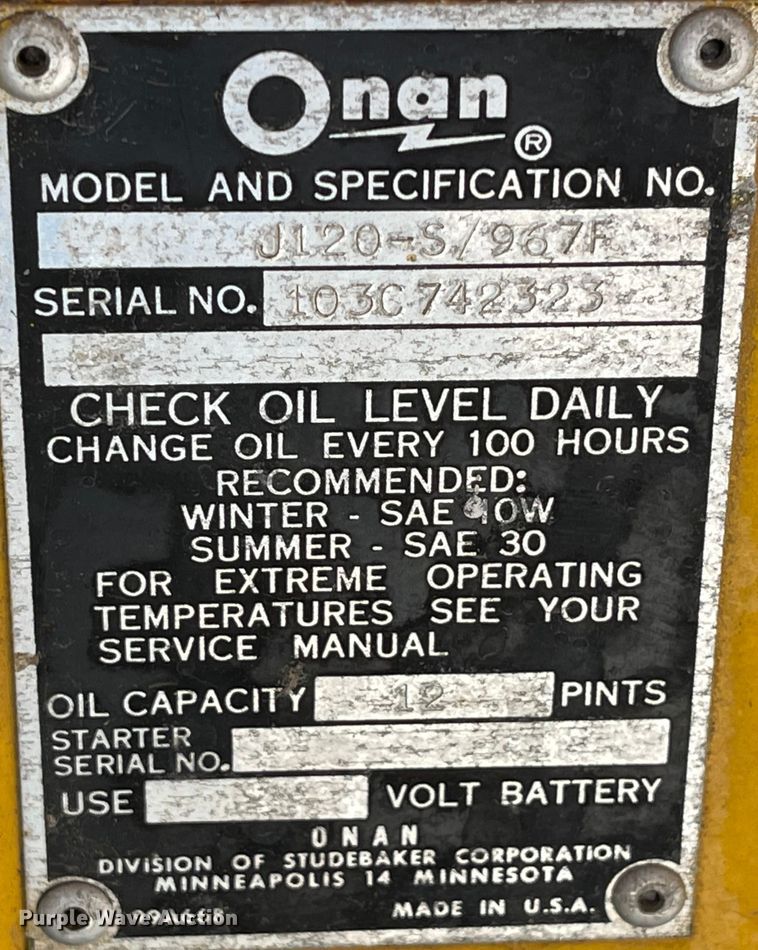 Onan ®
MODEL AND SPECIFICATION NO.
J120-S/967F
SERIAL NO. 103C742323
CHECK OIL LEVEL DAILY
CHANGE OIL EVERY 100 HOURS
RECOMMENDED:
WINTER - SAE 10W
SUMMER - SAE 30
FOR EXTREME OPERATING
TEMPERATURES SEE YOUR
SERVICE MANUAL
OIL CAPACITY 12 PINTS
STARTER
SERIAL NO.
USE VOLT BATTERY
ONAN
DIVISION OF STUDEBAKER CORPORATION
MINNEAPOLIS 14 MINNESOTA
MADE IN U.S.A.
Purple Wave Auction